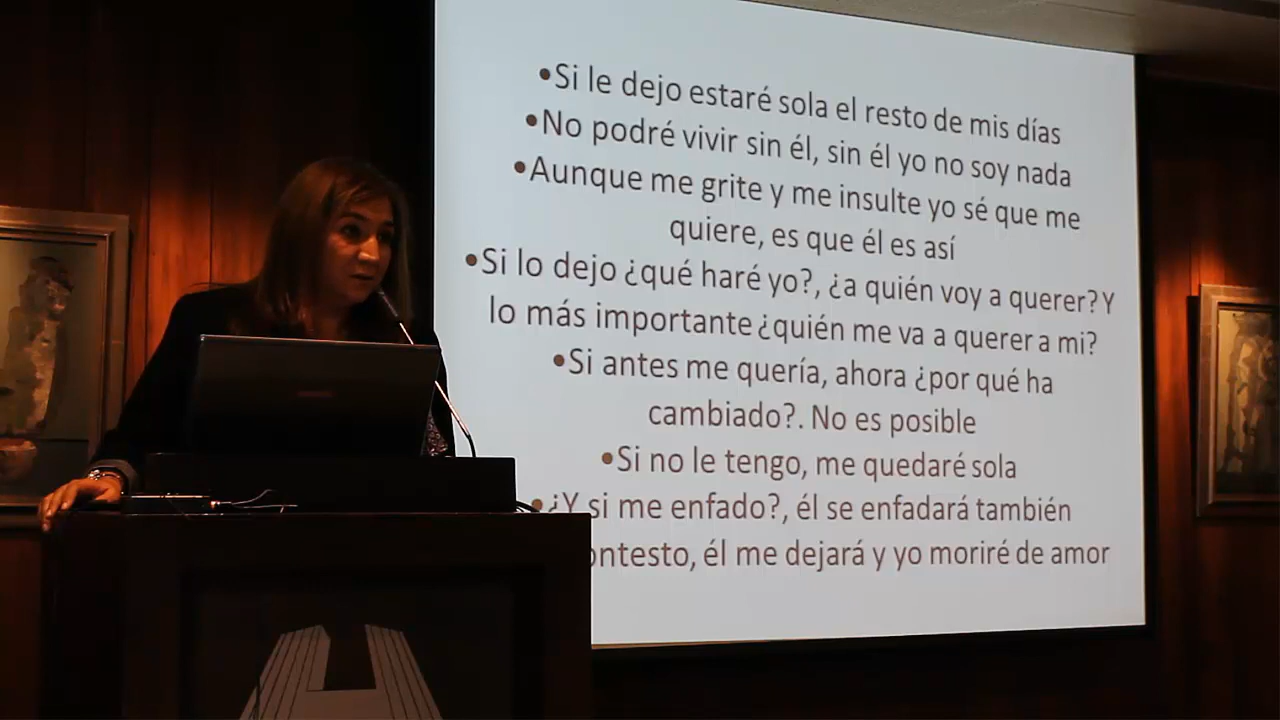 •Si le dejo estaré sola el resto de mis días
•No podré vivir sin él, sin él yo no soy nada
•Aunque me grite y me insulte yo sé que me
quiere, es que él es así
•Si lo dejo ¿qué haré yo?, ¿a quién voy a querer? Y
lo más importante ¿quién me va a querer a mi?
•Si antes me quería, ahora ¿por qué ha
cambiado?. No es posible
•Si no le tengo, me quedaré sola
•¿Y si me enfado?, él se enfadará también
él me dejará y yo moriré de amor